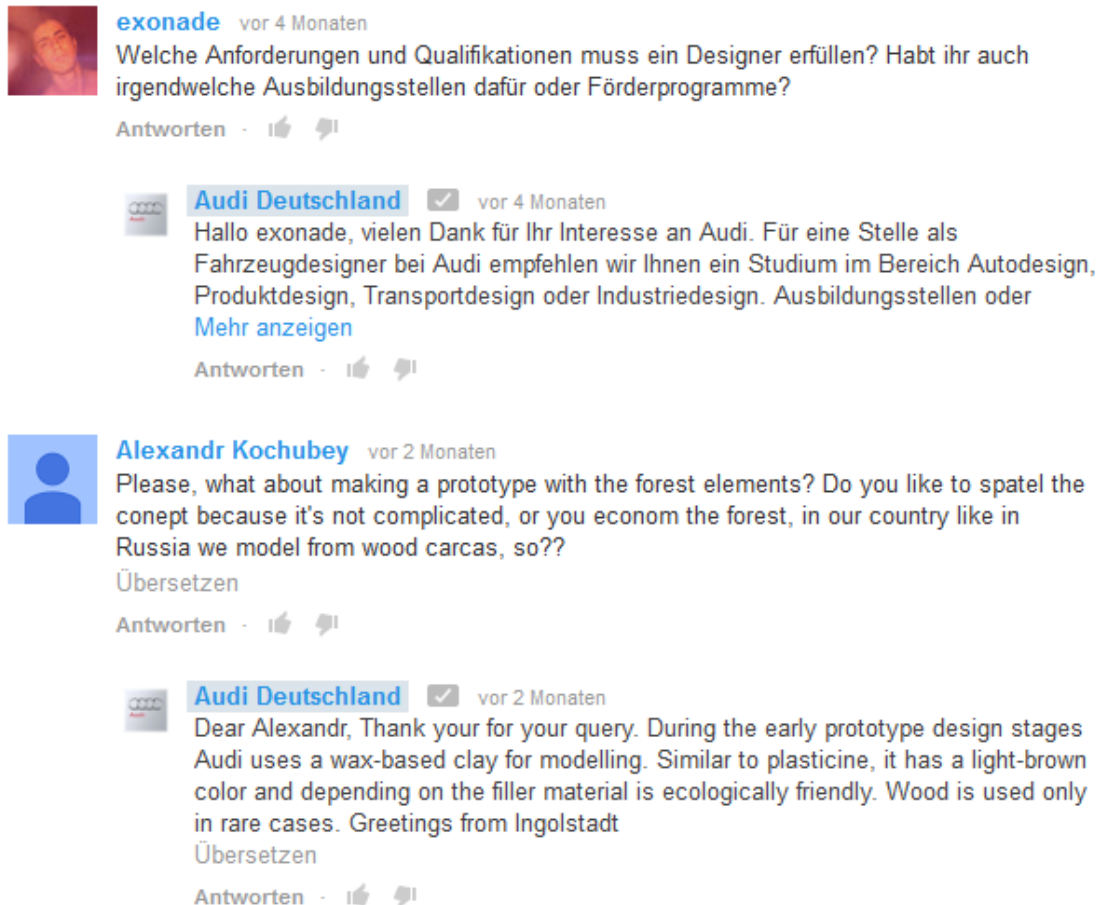 exonade vor 4 Monaten
Welche Anforderungen und Qualifikationen muss ein Designer erfüllen? Habt ihr auch
irgendwelche Ausbildungsstellen dafür oder Förderprogramme?
Antworten ·
Audi Deutschland vor 4 Monaten
Hallo exonade, vielen Dank für Ihr Interesse an Audi. Für eine Stelle als
Fahrzeugdesigner bei Audi empfehlen wir Ihnen ein Studium im Bereich Autodesign,
Produktdesign, Transportdesign oder Industriedesign. Ausbildungsstellen oder
Mehr anzeigen
Antworten ·
Alexandr Kochubey vor 2 Monaten
Please, what about making a prototype with the forest elements? Do you like to spatel the
conept because it's not complicated, or you econom the forest, in our country like in
Russia we model from wood carcas, so??
Übersetzen
Antworten ·
Audi Deutschland vor 2 Monaten
Dear Alexandr, Thank your for your query. During the early prototype design stages
Audi uses a wax-based clay for modelling. Similar to plasticine, it has a light-brown
color and depending on the filler material is ecologically friendly. Wood is used only
in rare cases. Greetings from Ingolstadt
Übersetzen
Antworten ·